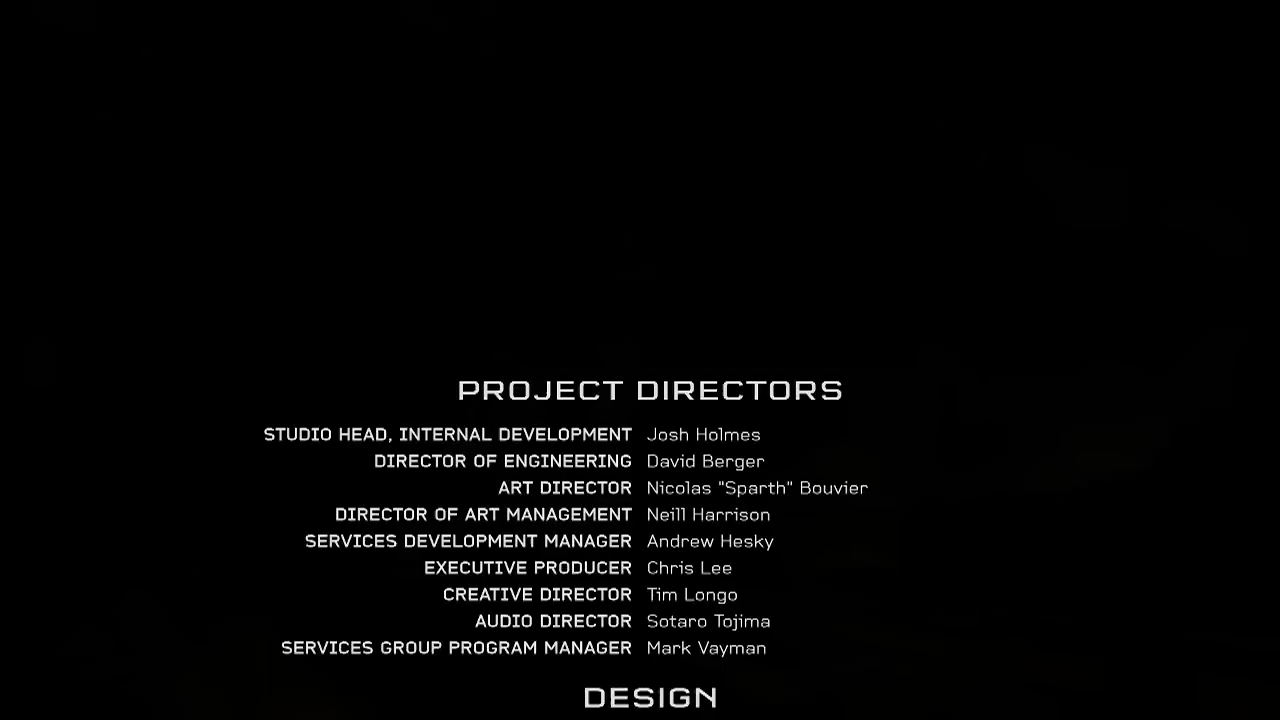 PROJECT DIRECTORS
STUDIO HEAD, INTERNAL DEVELOPMENT Josh Holmes
DIRECTOR OF ENGINEERING David Berger
ART DIRECTOR Nicolas "Sparth" Bouvier
DIRECTOR OF ART MANAGEMENT Neill Harrison
SERVICES DEVELOPMENT MANAGER Andrew Hesky
EXECUTIVE PRODUCER Chris Lee
CREATIVE DIRECTOR Tim Longo
AUDIO DIRECTOR Sotaro Tojima
SERVICES GROUP PROGRAM MANAGER Mark Vayman
DESIGN